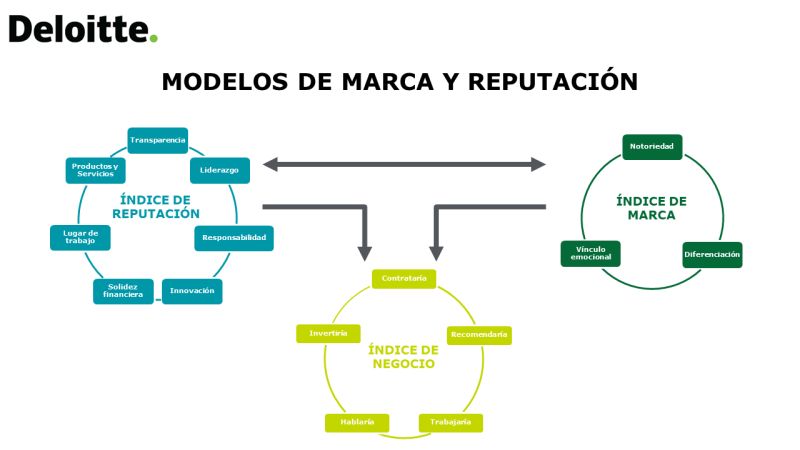 Deloitte.
MODELOS DE MARCA Y REPUTACIÓN
Transparencia
Productos y
Servicios
Liderazgo
ÍNDICE DE
REPUTACIÓN
Lugar de
trabajo
Responsabilidad
Solidez
financiera
Innovación
Notoriedad
ÍNDICE DE
MARCA
Vínculo
emocional
Diferenciación
Contrataría
Invertiría
Recomendaría
ÍNDICE DE
NEGOCIO
Hablaría
Trabajaría